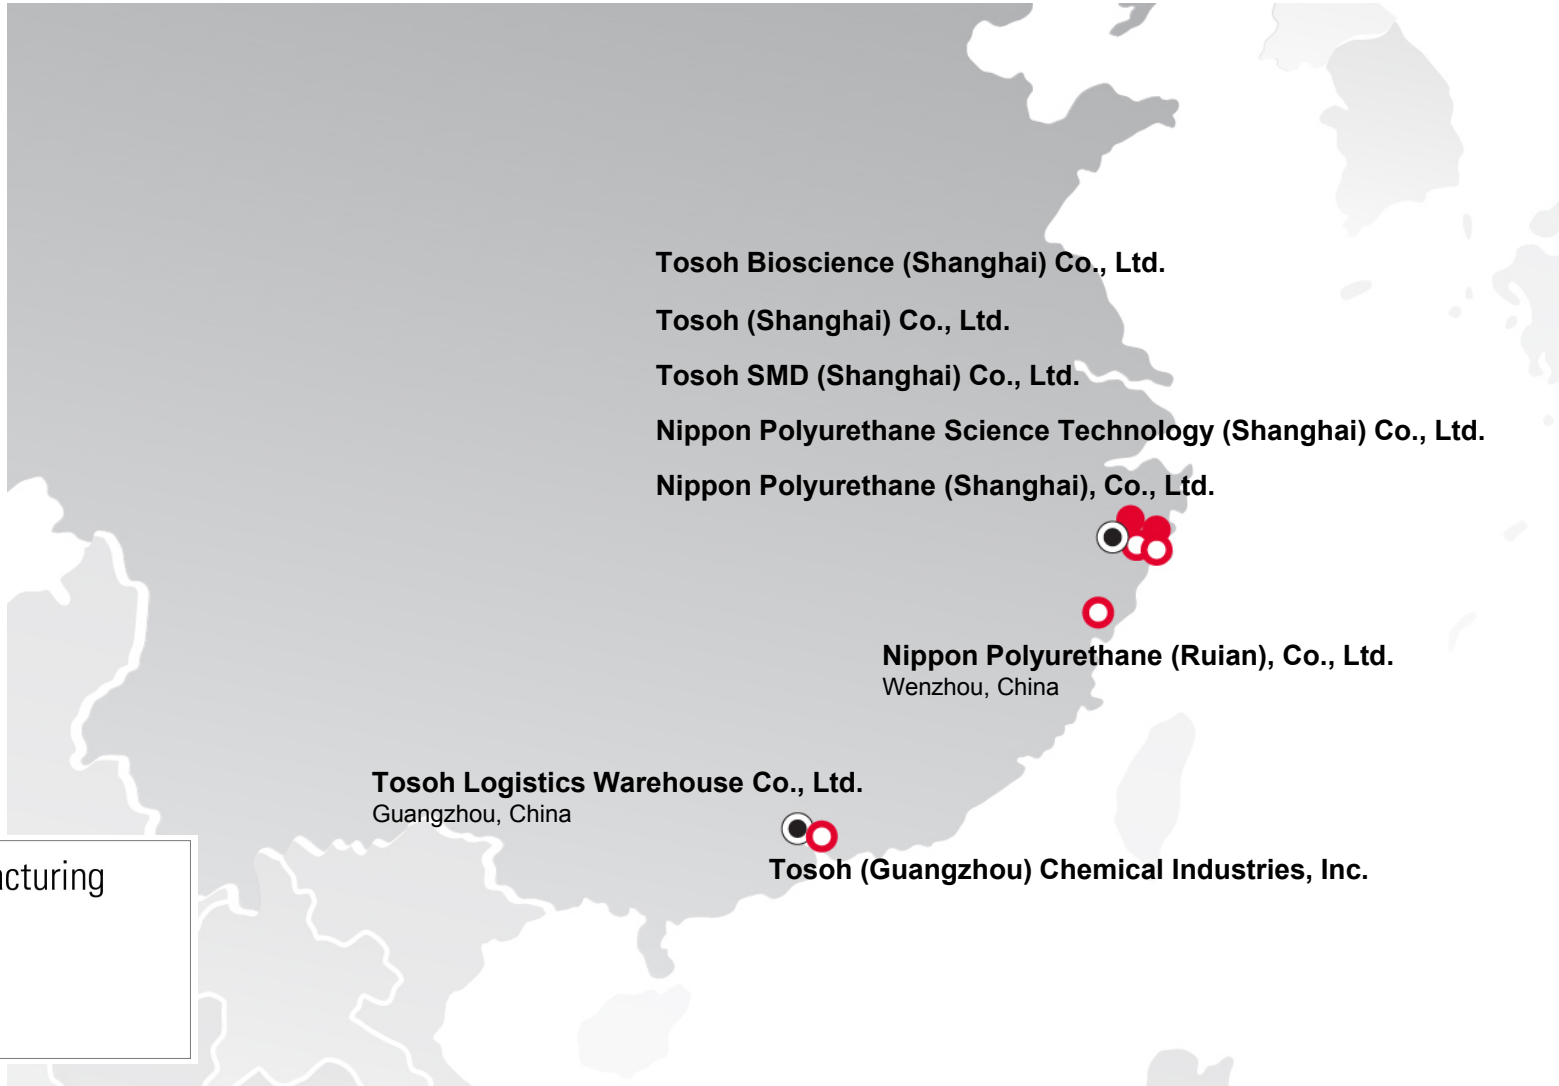 Tosoh Bioscience (Shanghai) Co., Ltd.
Tosoh (Shanghai) Co., Ltd.
Tosoh SMD (Shanghai) Co., Ltd.
Nippon Polyurethane Science Technology (Shanghai) Co., Ltd.
Nippon Polyurethane (Shanghai), Co., Ltd.
Nippon Polyurethane (Ruian), Co., Ltd.
Wenzhou, China
Tosoh Logistics Warehouse Co., Ltd.
Guangzhou, China
Tosoh (Guangzhou) Chemical Industries, Inc.